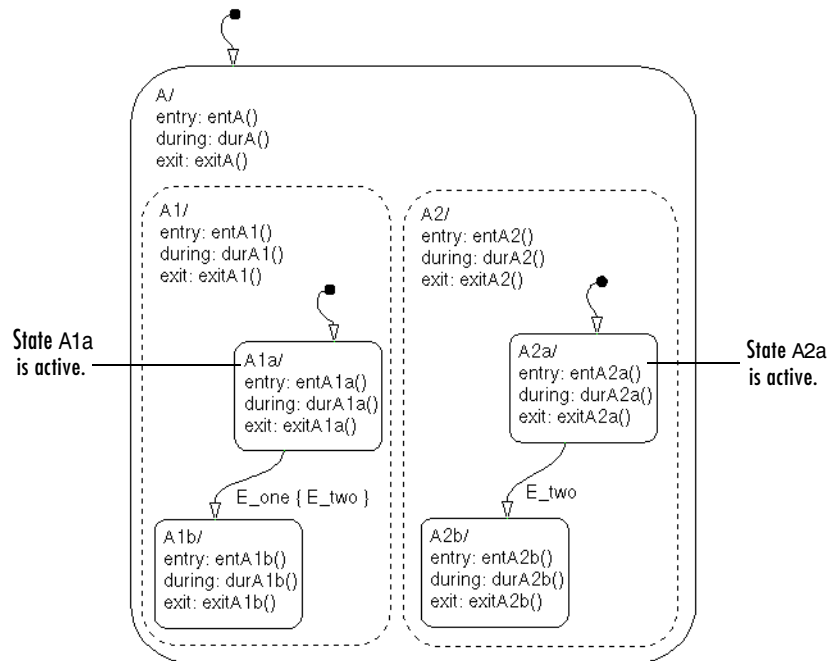 A/
entry: entA()
during: durA()
exit: exitA()
A1/
entry: entA1()
during: durA1()
exit: exitA1()
A2/
entry: entA2()
during: durA2()
exit: exitA2()
State A1a
is active.
A1a/
entry: entA1a()
during: durA1a()
exit: exitA1a()
A2a/
entry: entA2a()
during: durA2a()
exit: exitA2a()
State A2a
is active.
E_one { E_two }
E_two
A1b/
entry: entA1b()
during: durA1b()
exit: exitA1b()
A2b/
entry: entA2b()
during: durA2b()
exit: exitA2b()